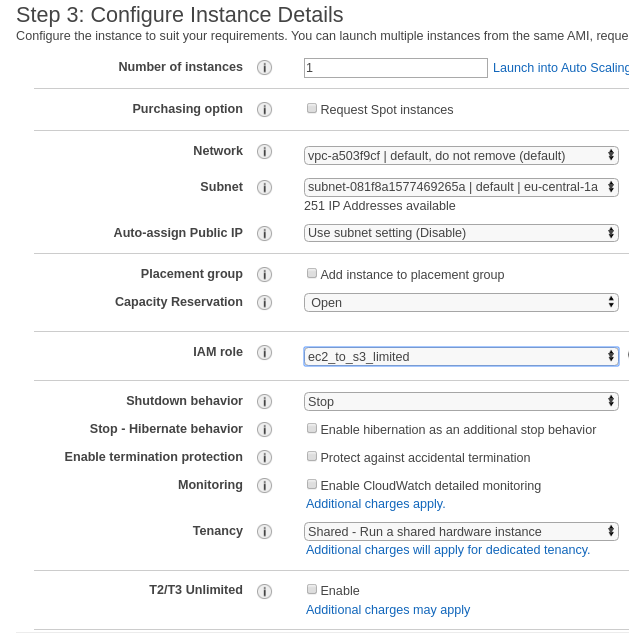 Step 3: Configure Instance Details
Configure the instance to suit your requirements. You can launch multiple instances from the same AMI, reque
Number of instances 1 Launch into Auto Scaling
Purchasing option Request Spot instances
Network vpc-a503f9cf | default, do not remove (default)
Subnet subnet-081f8a1577469265a | default | eu-central-1a
251 IP Addresses available
Auto-assign Public IP Use subnet setting (Disable)
Placement group Add instance to placement group
Capacity Reservation Open
IAM role ec2_to_s3_limited
Shutdown behavior Stop
Stop - Hibernate behavior Enable hibernation as an additional stop behavior
Enable termination protection Protect against accidental termination
Monitoring Enable CloudWatch detailed monitoring
Additional charges apply.
Tenancy Shared - Run a shared hardware instance
Additional charges will apply for dedicated tenancy.
T2/T3 Unlimited Enable
Additional charges may apply